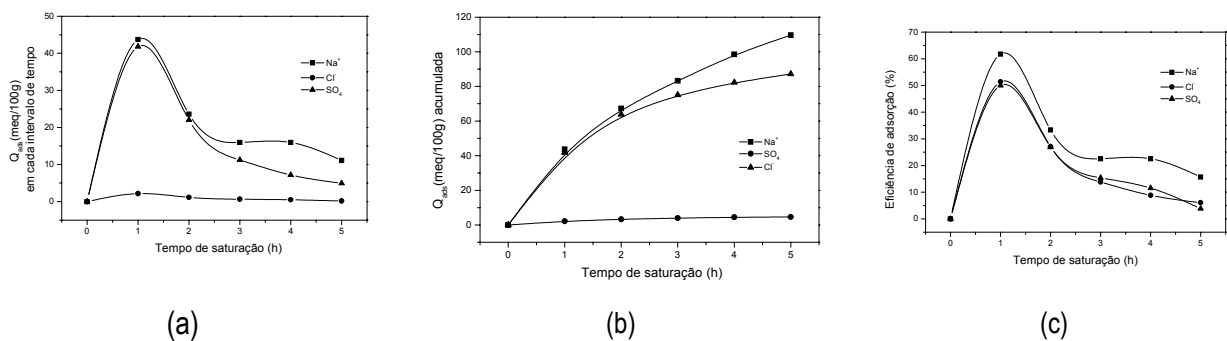 Q_ads (meq/100g)
em cada intervalo de tempo
50
40
30
20
10
0
Na⁺
Cl⁻
SO₄
0 1 2 3 4 5
Tempo de saturação (h)
(a)
Q_ads (meq/100g) acumulada
120
100
80
60
40
20
0
Na⁺
SO₄
Cl⁻
0 1 2 3 4 5
Tempo de saturação (h)
(b)
Eficiência de adsorção (%)
70
60
50
40
30
20
10
0
Na⁺
Cl⁻
SO₄
0 1 2 3 4 5
Tempo de saturação (h)
(c)